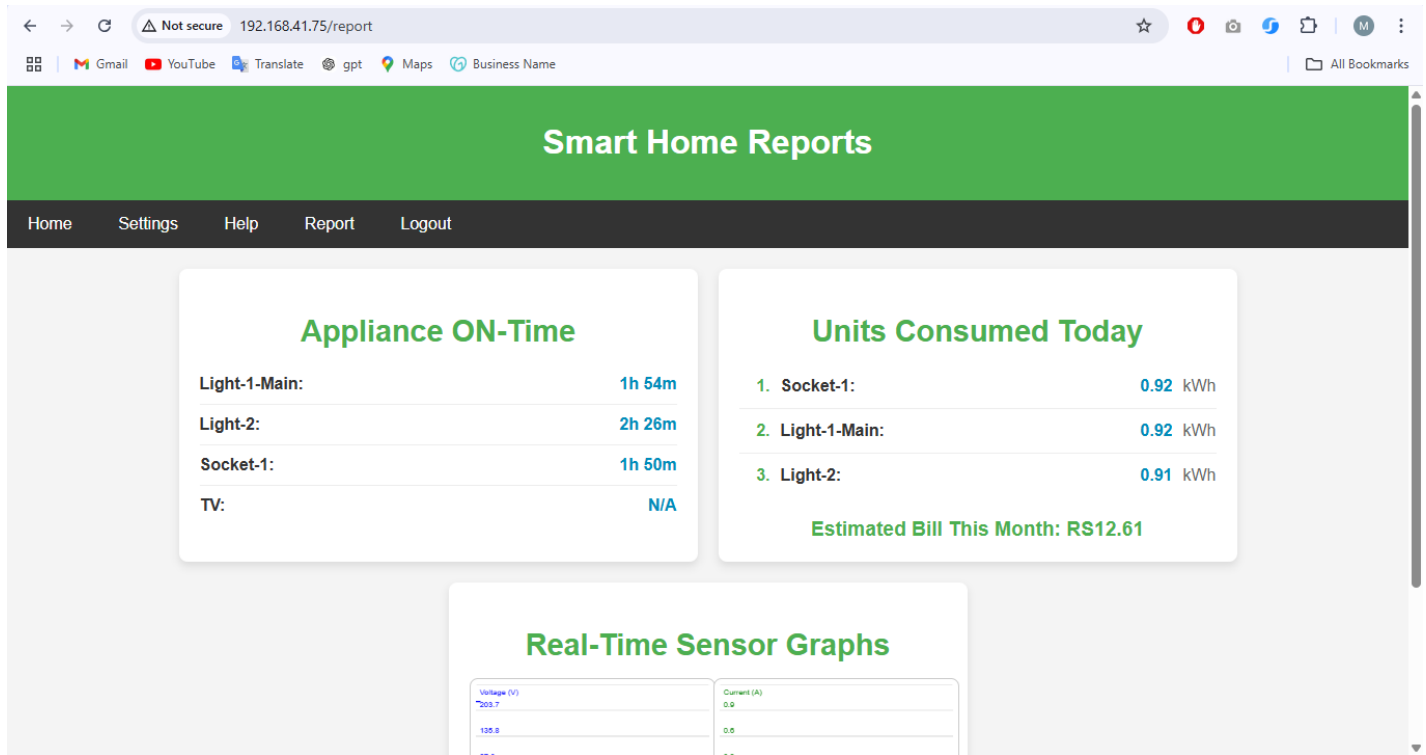 Not secure 192.168.41.75/report
M
Gmail YouTube Translate gpt Maps Business Name All Bookmarks
Smart Home Reports
Home Settings Help Report Logout
Appliance ON-Time
Light-1-Main: 1h 54m
Light-2: 2h 26m
Socket-1: 1h 50m
TV: N/A
Units Consumed Today
1. Socket-1: 0.92 kWh
2. Light-1-Main: 0.92 kWh
3. Light-2: 0.91 kWh
Estimated Bill This Month: RS12.61
Real-Time Sensor Graphs
Voltage (V)
203.7
135.8
Current (A)
0.9
0.6